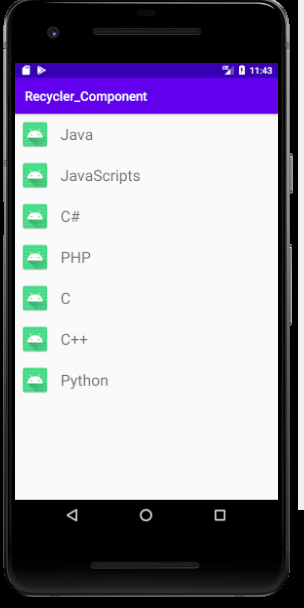 11:43
Recycler_Component
Java
JavaScripts
C#
PHP
C
C++
Python